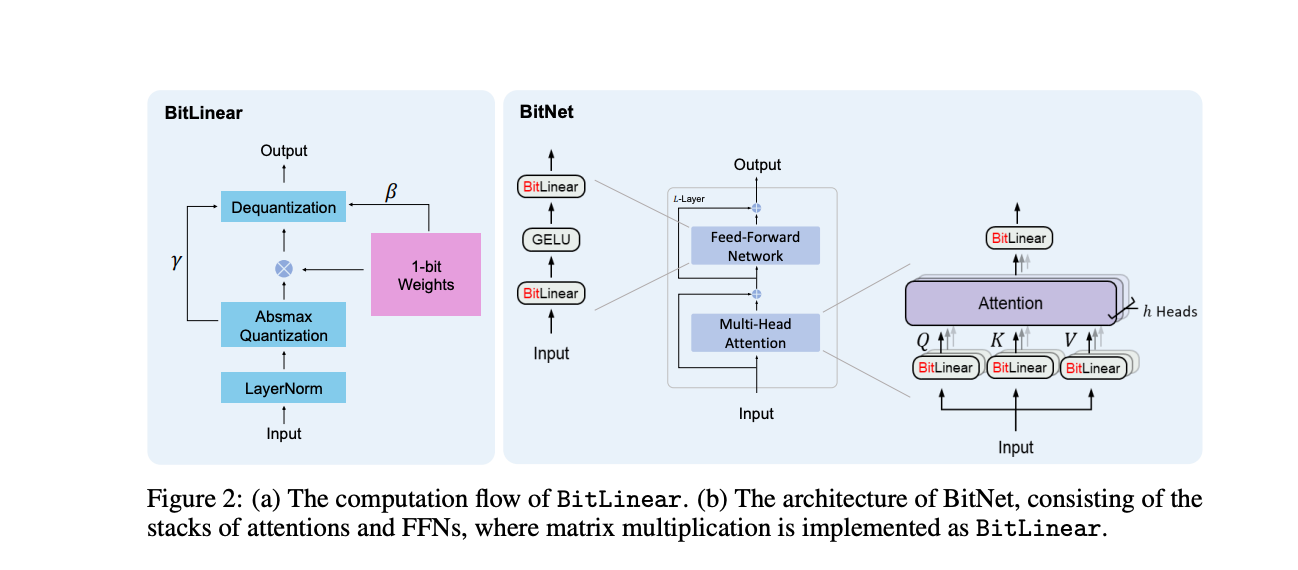 BitLinear
Output
β
Dequantization
γ
1-bit
Weights
Absmax
Quantization
LayerNorm
Input
BitNet
BitLinear
GELU
BitLinear
Input
Output
L-Layer
Feed-Forward
Network
Multi-Head
Attention
Input
BitLinear
Attention
h Heads
Q K V
BitLinear BitLinear BitLinear
Input
Figure 2: (a) The computation flow of BitLinear. (b) The architecture of BitNet, consisting of the
stacks of attentions and FFNs, where matrix multiplication is implemented as BitLinear.